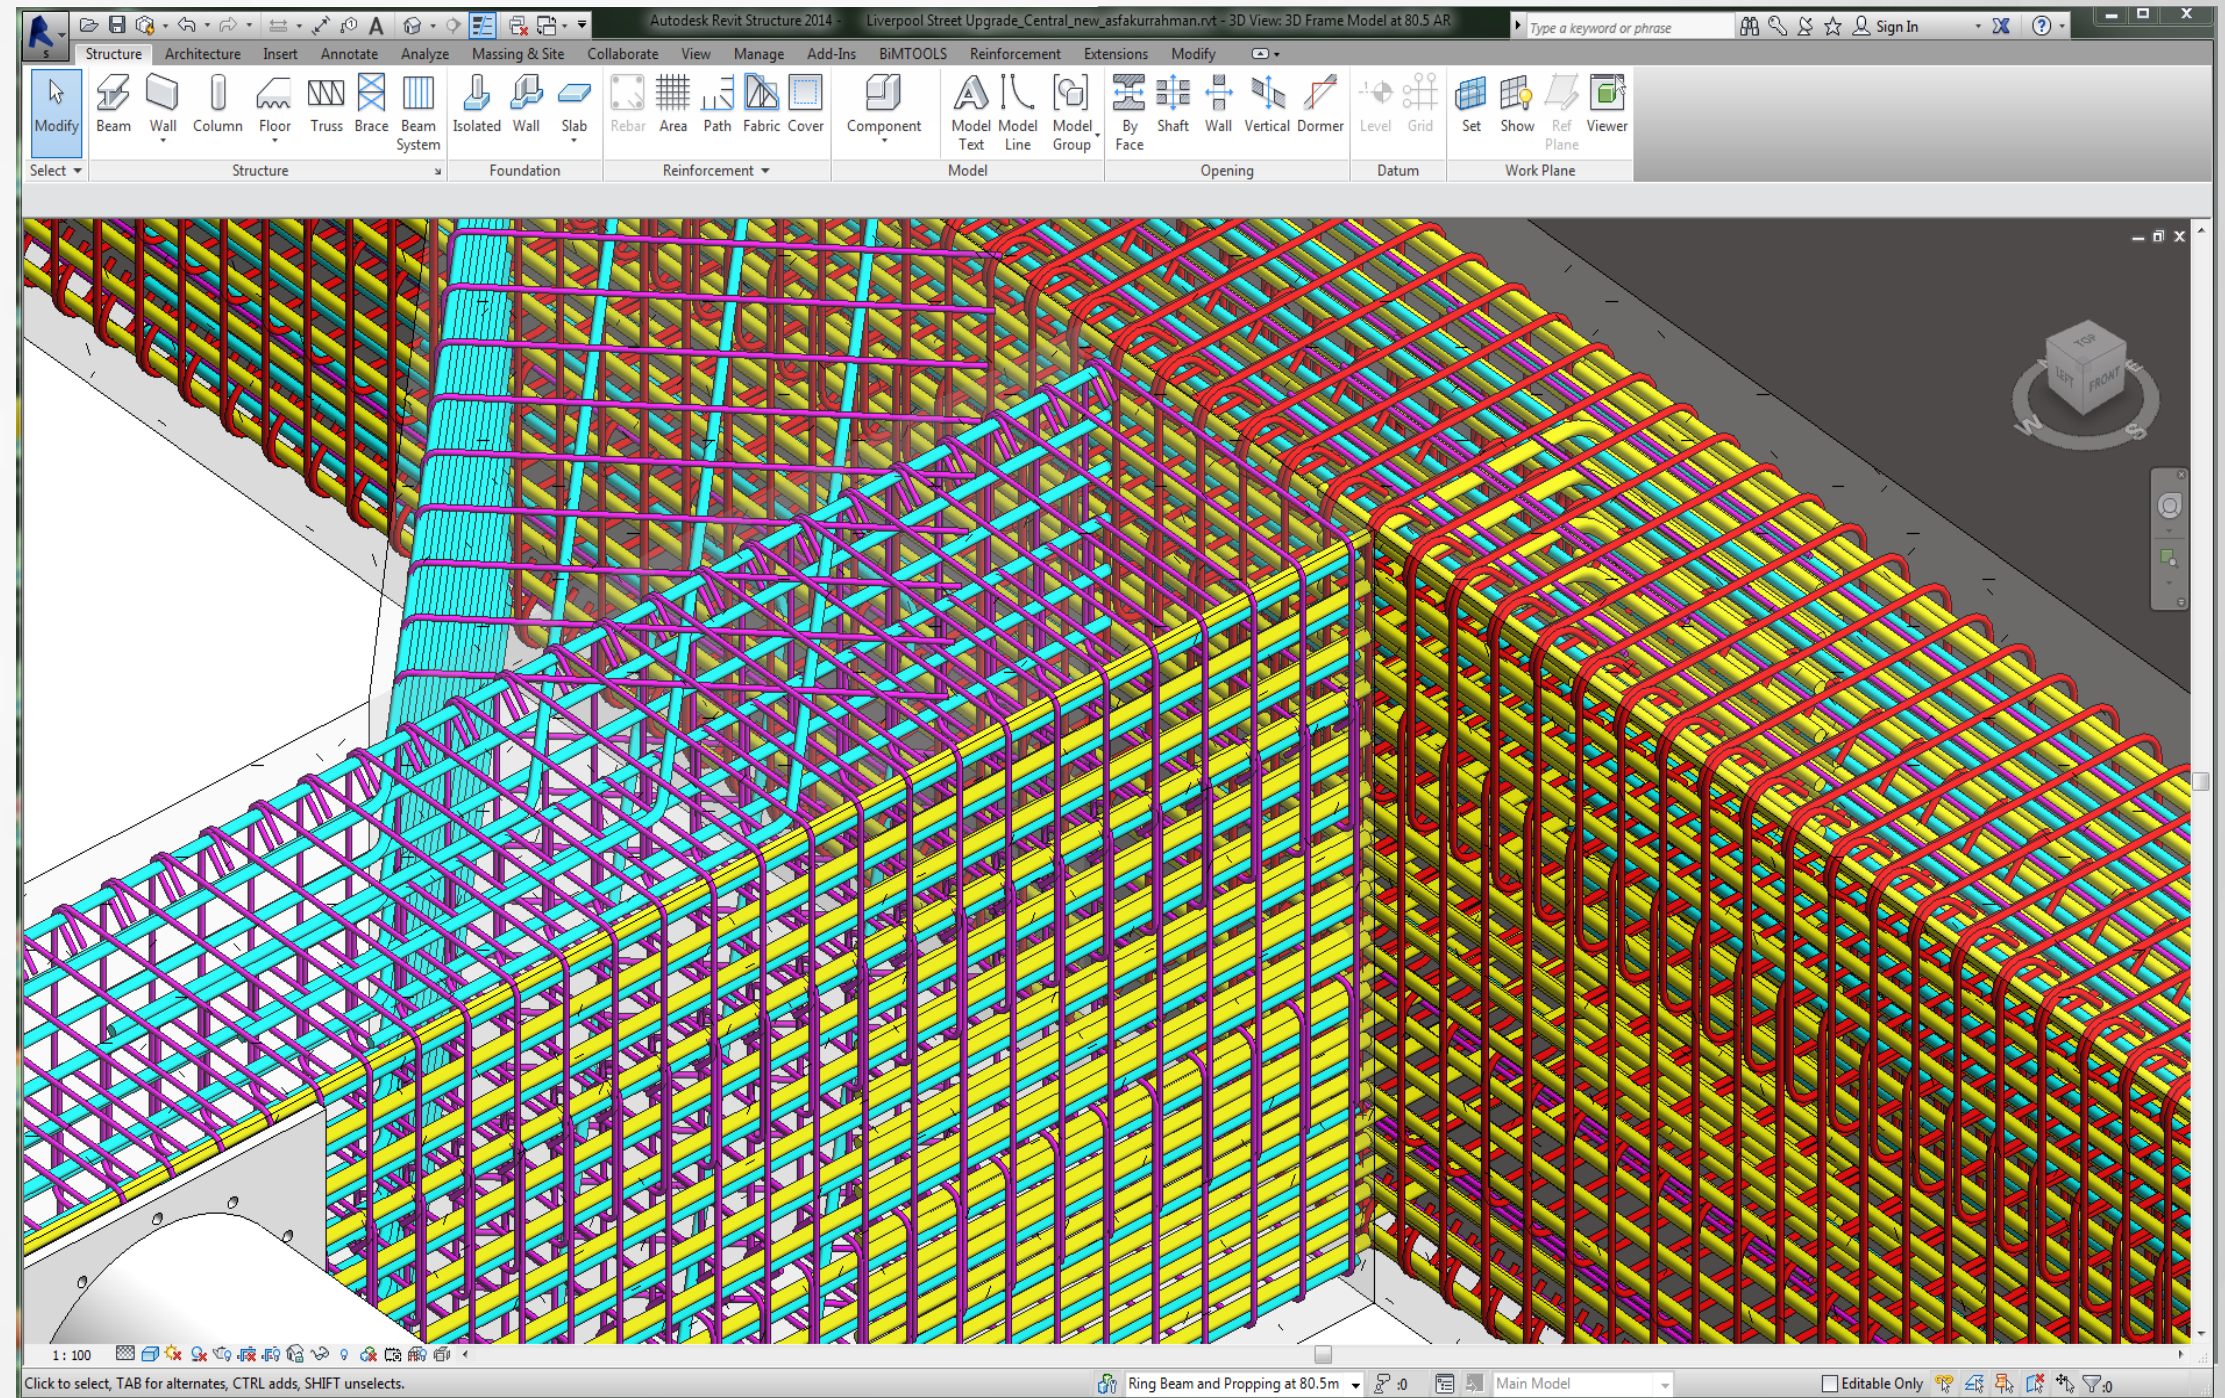 Autodesk Revit Structure 2014 - Liverpool Street Upgrade_Central_new_asfakurrahman.rvt - 3D View: 3D Frame Model at 80.5 AR
Type a keyword or phrase
Sign In
S
Structure Architecture Insert Annotate Analyze Massing & Site Collaborate View Manage Add-Ins BiMTOOLS Reinforcement Extensions Modify
Modify Beam Wall Column Floor Truss Brace Beam System Isolated Wall Slab Rebar Area Path Fabric Cover Component Model Text Model Line Model Group By Face Shaft Wall Vertical Dormer Level Grid Set Show Ref Plane Viewer
Select Structure Foundation Reinforcement Model Opening Datum Work Plane
TOP
LEFT FRONT
E
W S
1 : 100
Click to select, TAB for alternates, CTRL adds, SHIFT unselects.
Ring Beam and Propping at 80.5m :0 Main Model Editable Only :0